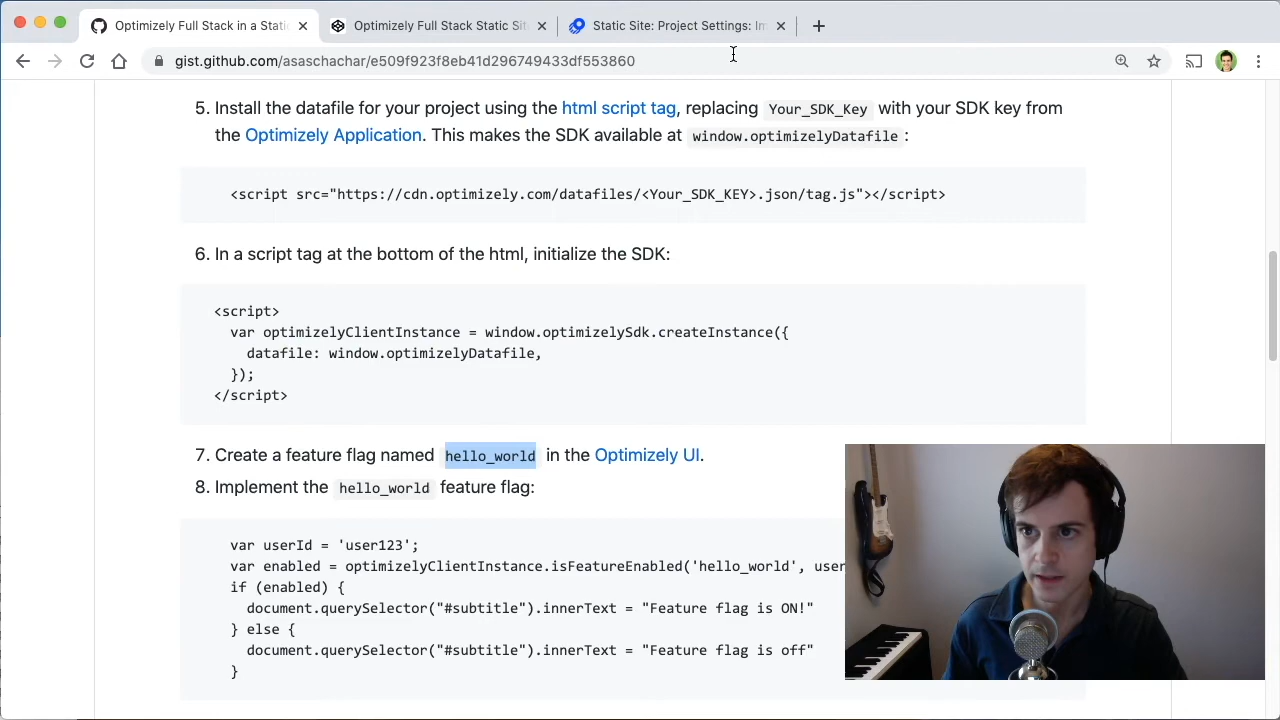 Optimizely Full Stack in a Stati
Optimizely Full Stack Static Sit
Static Site: Project Settings: Im
gist.github.com/asaschachar/e509f923f8eb41d296749433df553860
5. Install the datafile for your project using the html script tag, replacing Your_SDK_Key with your SDK key from
the Optimizely Application. This makes the SDK available at window.optimizelyDatafile :
<script src="https://cdn.optimizely.com/datafiles/<Your_SDK_KEY>.json/tag.js"></script>
6. In a script tag at the bottom of the html, initialize the SDK:
<script>
var optimizelyClientInstance = window.optimizelySdk.createInstance({
datafile: window.optimizelyDatafile,
});
</script>
7. Create a feature flag named hello_world in the Optimizely UI.
8. Implement the hello_world feature flag:
var userId = 'user123';
var enabled = optimizelyClientInstance.isFeatureEnabled('hello_world', user
if (enabled) {
document.querySelector("#subtitle").innerText = "Feature flag is ON!"
} else {
document.querySelector("#subtitle").innerText = "Feature flag is off"
}